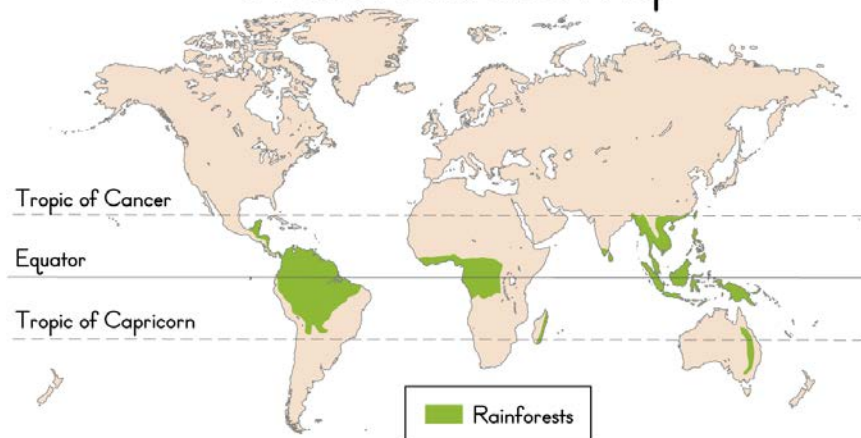 Tropic of Cancer
Equator
Tropic of Capricorn
Rainforests